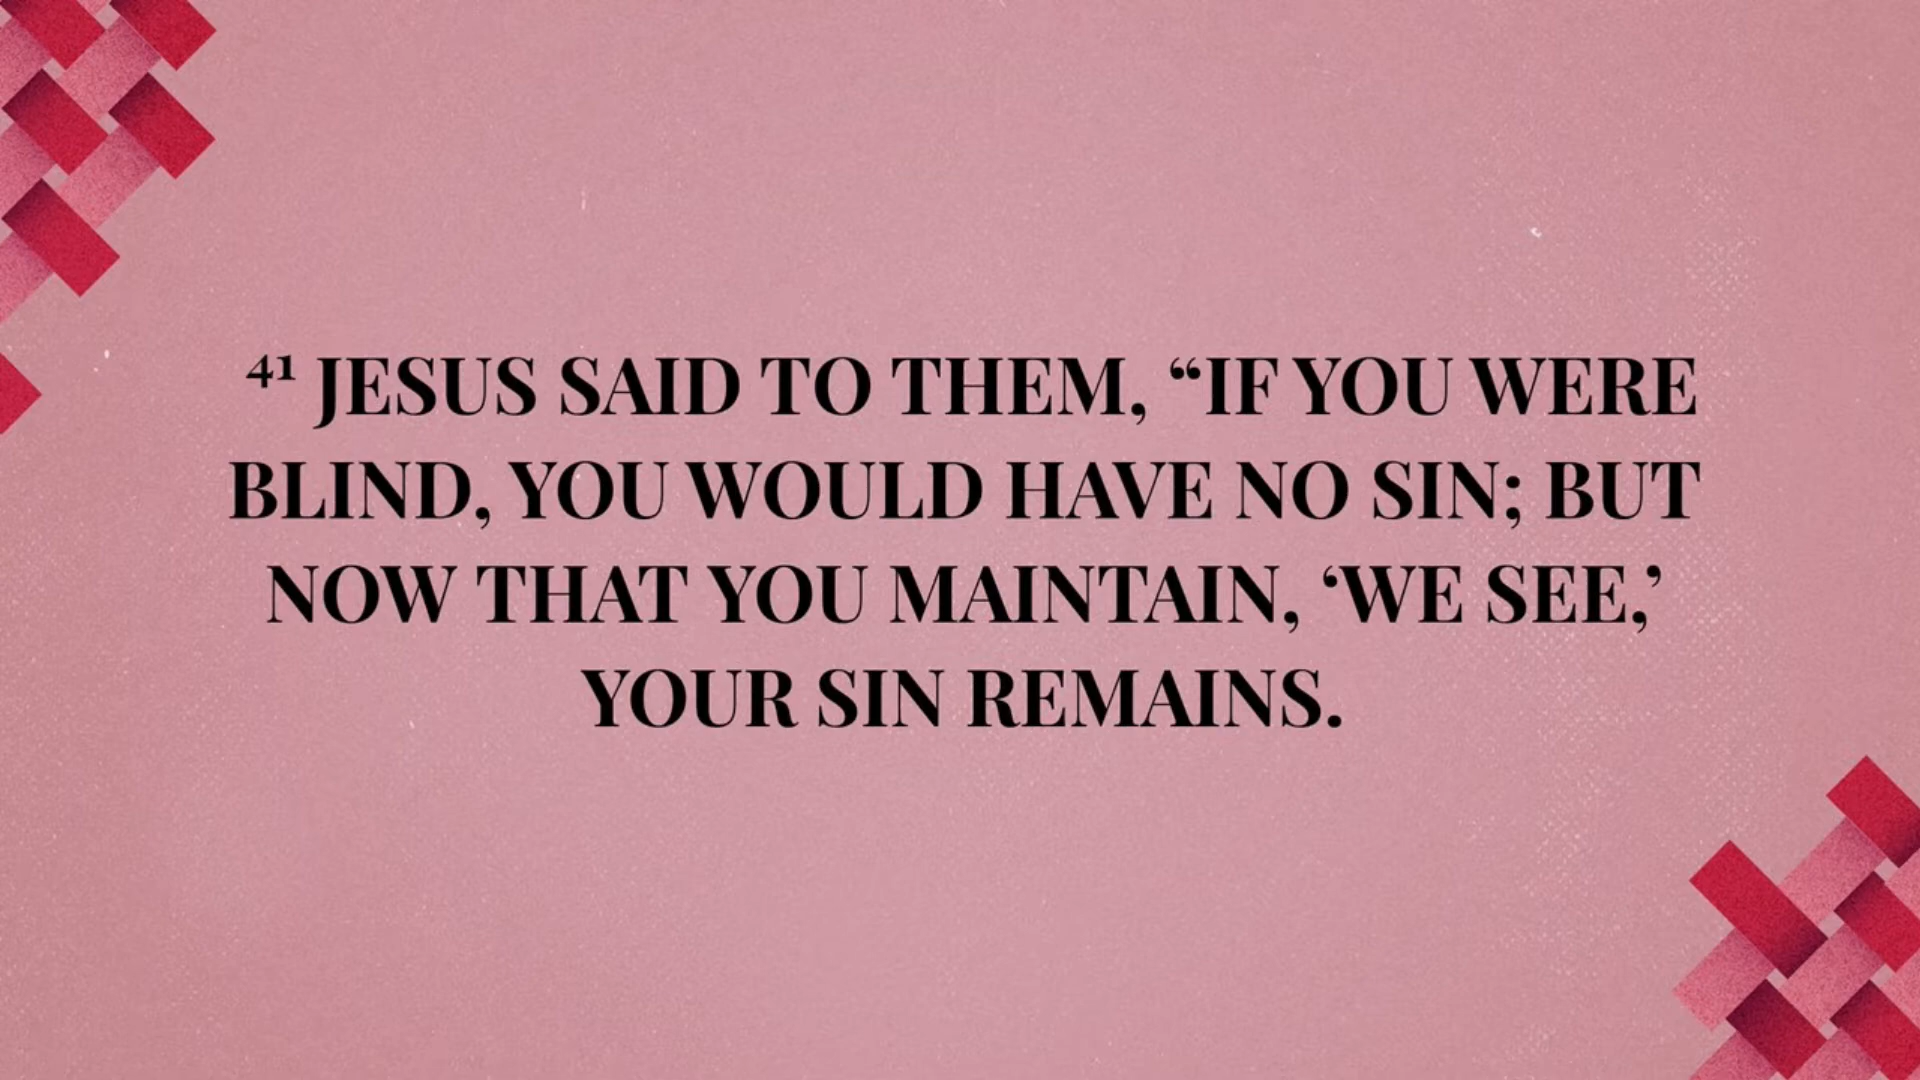 ⁴¹ JESUS SAID TO THEM, “IF YOU WERE
BLIND, YOU WOULD HAVE NO SIN; BUT
NOW THAT YOU MAINTAIN, ‘WE SEE,’
YOUR SIN REMAINS.